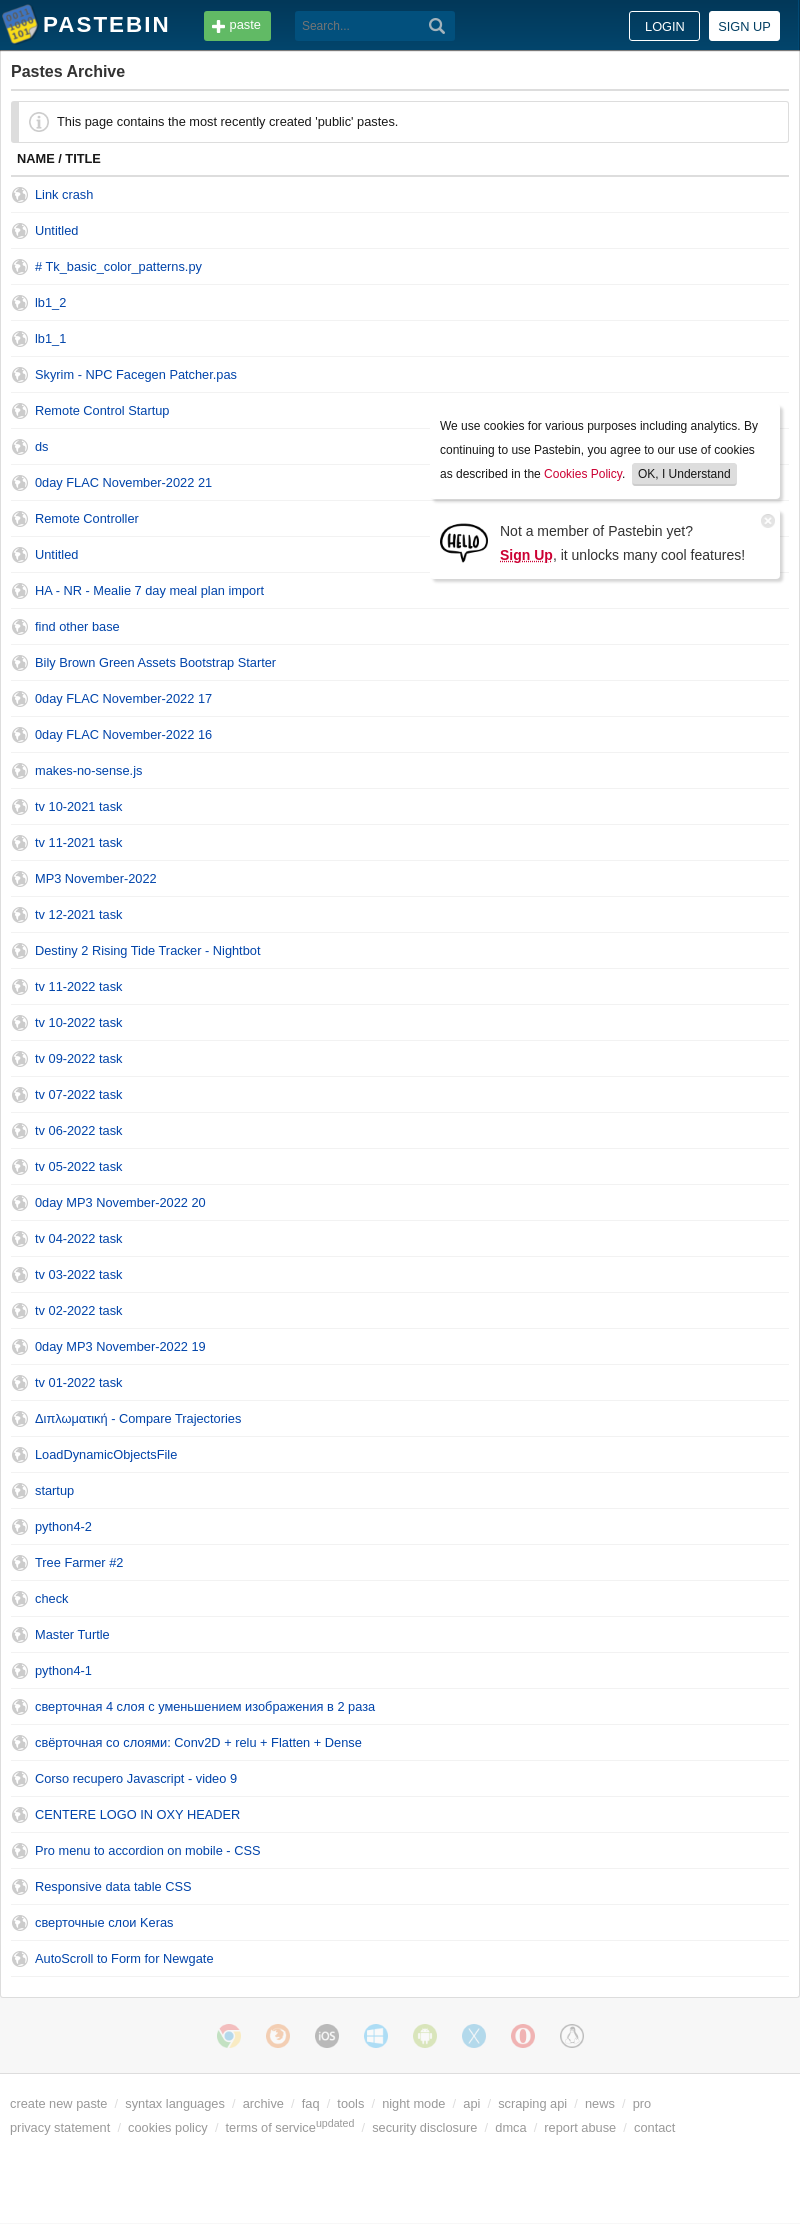 PASTEBIN
paste
Search...
LOGIN
SIGN UP
Pastes Archive
This page contains the most recently created 'public' pastes.
NAME / TITLE
Link crash
Untitled
# Tk_basic_color_patterns.py
lb1_2
lb1_1
Skyrim - NPC Facegen Patcher.pas
Remote Control Startup
ds
0day FLAC November-2022 21
Remote Controller
Untitled
We use cookies for various purposes including analytics. By
continuing to use Pastebin, you agree to our use of cookies
as described in the Cookies Policy. OK, I Understand
HELLO
Not a member of Pastebin yet?
Sign Up, it unlocks many cool features!
HA - NR - Mealie 7 day meal plan import
find other base
Bily Brown Green Assets Bootstrap Starter
0day FLAC November-2022 17
0day FLAC November-2022 16
makes-no-sense.js
tv 10-2021 task
tv 11-2021 task
MP3 November-2022
tv 12-2021 task
Destiny 2 Rising Tide Tracker - Nightbot
tv 11-2022 task
tv 10-2022 task
tv 09-2022 task
tv 07-2022 task
tv 06-2022 task
tv 05-2022 task
0day MP3 November-2022 20
tv 04-2022 task
tv 03-2022 task
tv 02-2022 task
0day MP3 November-2022 19
tv 01-2022 task
Διπλωματική - Compare Trajectories
LoadDynamicObjectsFile
startup
python4-2
Tree Farmer #2
check
Master Turtle
python4-1
сверточная 4 слоя с уменьшением изображения в 2 раза
свёрточная со слоями: Conv2D + relu + Flatten + Dense
Corso recupero Javascript - video 9
CENTERE LOGO IN OXY HEADER
Pro menu to accordion on mobile - CSS
Responsive data table CSS
сверточные слои Keras
AutoScroll to Form for Newgate
iOS
create new paste / syntax languages / archive / faq / tools / night mode / api / scraping api / news / pro
privacy statement / cookies policy / terms of service updated / security disclosure / dmca / report abuse / contact